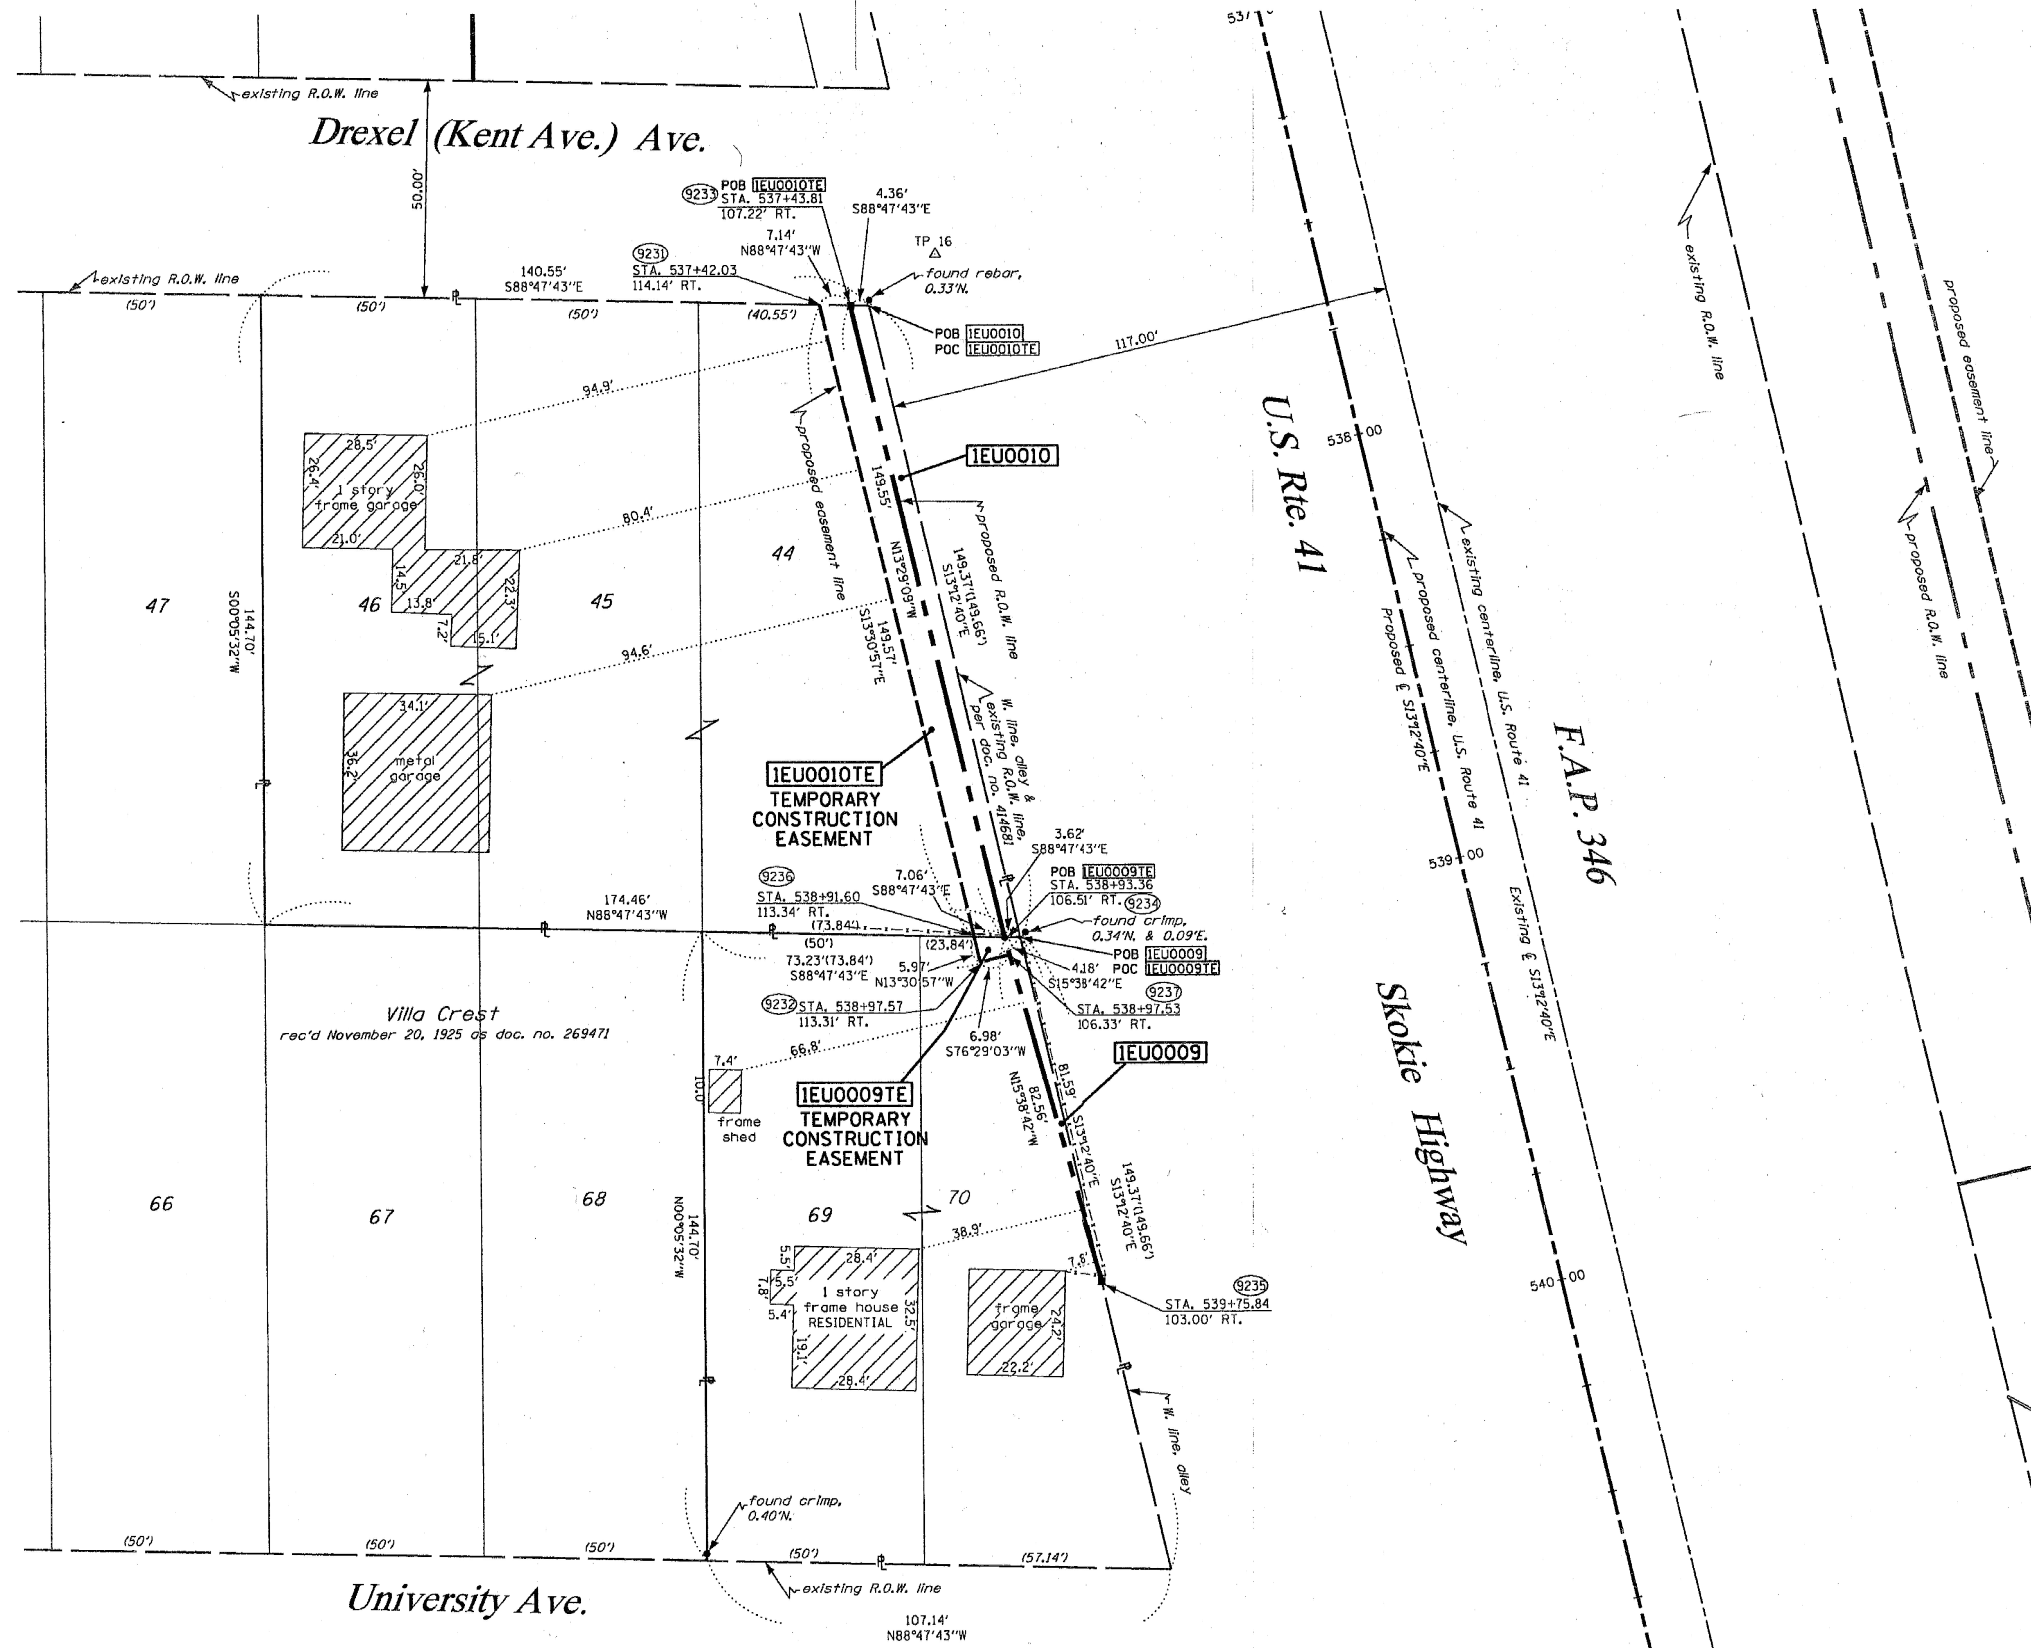 537
existing R.O.W. line
Drexel (Kent Ave.) Ave.
50.00'
9233
POB 1EU0010TE
STA. 537+43.81
107.22' RT.
4.36'
S88°47'43"E
7.14'
N88°47'43"W
TP 16
9231
STA. 537+42.03
114.14' RT.
found rebar,
0.33'N.
existing R.O.W. line
140.55'
S88°47'43"E
(50')
(50')
(50')
(40.55')
POB 1EU0010
POC 1EU0010TE
117.00'
existing R.O.W. line
proposed easement line
94.9'
28.5'
26.4'
26.0'
1 story
frame garage
21.0'
21.8'
14.5'
13.8'
22.3'
7.2'
15.1'
80.4'
94.6'
proposed easement line
1EU0010
149.55'
N13°29'09"W
proposed R.O.W. line
149.37'(149.66')
S13°12'40"E
149.57'
S13°30'57"E
538+00
U.S. Rte. 41
existing centerline, U.S. Route 41
proposed centerline, U.S. Route 41
Proposed ℄ S13°12'40"E
proposed R.O.W. line
47
144.70'
S00°05'32"W
46
45
44
34.1'
36.2'
metal
garage
W. line, alley &
existing R.O.W. line,
per doc. no. 414681
1EU0010TE
TEMPORARY
CONSTRUCTION
EASEMENT
F.A.P. 346
539+00
3.62'
S88°47'43"E
POB 1EU0009TE
STA. 538+93.36
106.51' RT.
9234
7.06'
S88°47'43"E
9236
STA. 538+91.60
113.34' RT.
174.46'
N88°47'43"W
(73.84')
found crimp,
0.34'N. & 0.09'E.
(50')
(23.84')
POB 1EU0009
POC 1EU0009TE
73.23'(73.84')
S88°47'43"E
5.97'
N13°30'57"W
4.18'
S15°38'42"E
9237
STA. 538+97.53
106.33' RT.
9232
STA. 538+97.57
113.31' RT.
6.98'
S76°29'03"W
Existing ℄ S13°12'40"E
Villa Crest
rec'd November 20, 1925 as doc. no. 269471
66.8'
7.4'
10.0'
frame
shed
1EU0009
1EU0009TE
TEMPORARY
CONSTRUCTION
EASEMENT
82.56'
N15°38'42"W
81.59'
S13°12'40"E
149.37'(149.66')
S13°12'40"E
Skokie Highway
66
67
68
144.70'
N00°05'32"W
69
70
38.9'
5.5'
28.4'
7.8'
5.5'
5.4'
1 story
frame house
RESIDENTIAL
32.5'
19.1'
28.4'
frame
garage
24.2'
22.2'
9235
STA. 539+75.84
103.00' RT.
540+00
W. line, alley
found crimp,
0.40'N.
(50')
(50')
(50')
(50')
(57.14')
existing R.O.W. line
University Ave.
107.14'
N88°47'43"W